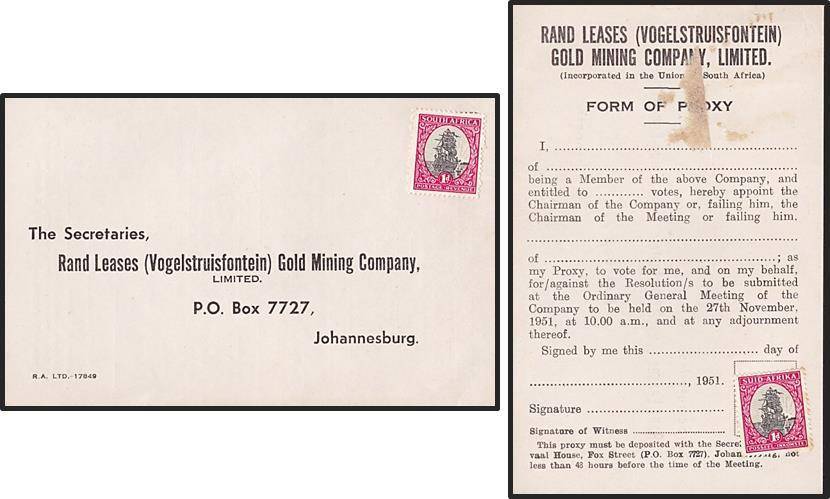 SOUTH AFRICA
1D
POSTAGE REVENUE
The Secretaries,
Rand Leases (Vogelstruisfontein) Gold Mining Company,
LIMITED.
P.O. Box 7727,
Johannesburg.
R.A. LTD.-17849
RAND LEASES (VOGELSTRUISFONTEIN)
GOLD MINING COMPANY, LIMITED.
(Incorporated in the Union South Africa)
FORM OF PROXY
I, ........................................
of ........................................
being a Member of the above Company, and
entitled to ........... votes, hereby appoint the
Chairman of the Company or, failing him, the
Chairman of the Meeting or failing him.
........................................
of ........................................; as
my Proxy, to vote for me, and on my behalf,
for/against the Resolution/s to be submitted
at the Ordinary General Meeting of the
Company to be held on the 27th November,
1951, at 10.00 a.m., and at any adjournment
thereof.
Signed by me this ........................ day of
........................................, 1951.
Signature ........................................
Signature of Witness ........................
SUID-AFRIKA
1D
POSSEEL INKOMSTE
This proxy must be deposited with the
vaal House, Fox Street (P.O. Box 7727),
less than 48 hours before the time of the Meeting.